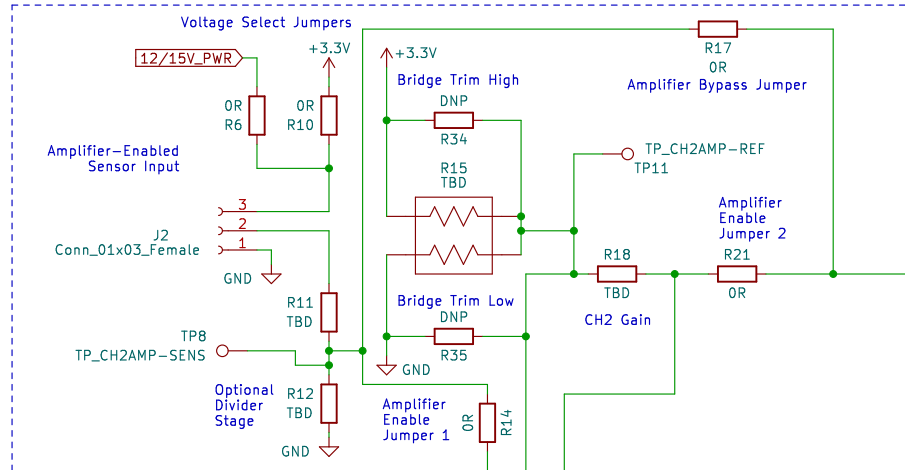 Voltage Select Jumpers
12/15V_PWR
+3.3V
+3.3V
R17
0R
Amplifier Bypass Jumper
Bridge Trim High
DNP
R34
0R
R6
0R
R10
Amplifier-Enabled
Sensor Input
R15
TBD
TP_CH2AMP-REF
TP11
3
2
1
J2
Conn_01x03_Female
GND
Amplifier
Enable
Jumper 2
R18
TBD
R21
0R
CH2 Gain
R11
TBD
Bridge Trim Low
DNP
R35
TP8
TP_CH2AMP-SENS
GND
Optional
Divider
Stage
R12
TBD
GND
Amplifier
Enable
Jumper 1
0R
R14